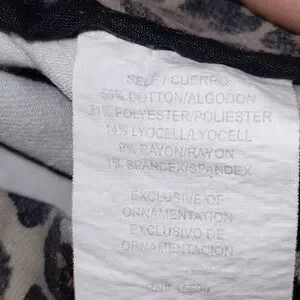 SELF / CUERPO
55% COTTON/ALGODON
21% POLYESTER/POLIESTER
14% LYOCELL/LYOCELL
9% RAYON/RAYON
1% SPANDEX/SPANDEX
EXCLUSIVE OF
ORNAMENTATION
EXCLUSIVO DE
ORNAMENTACION